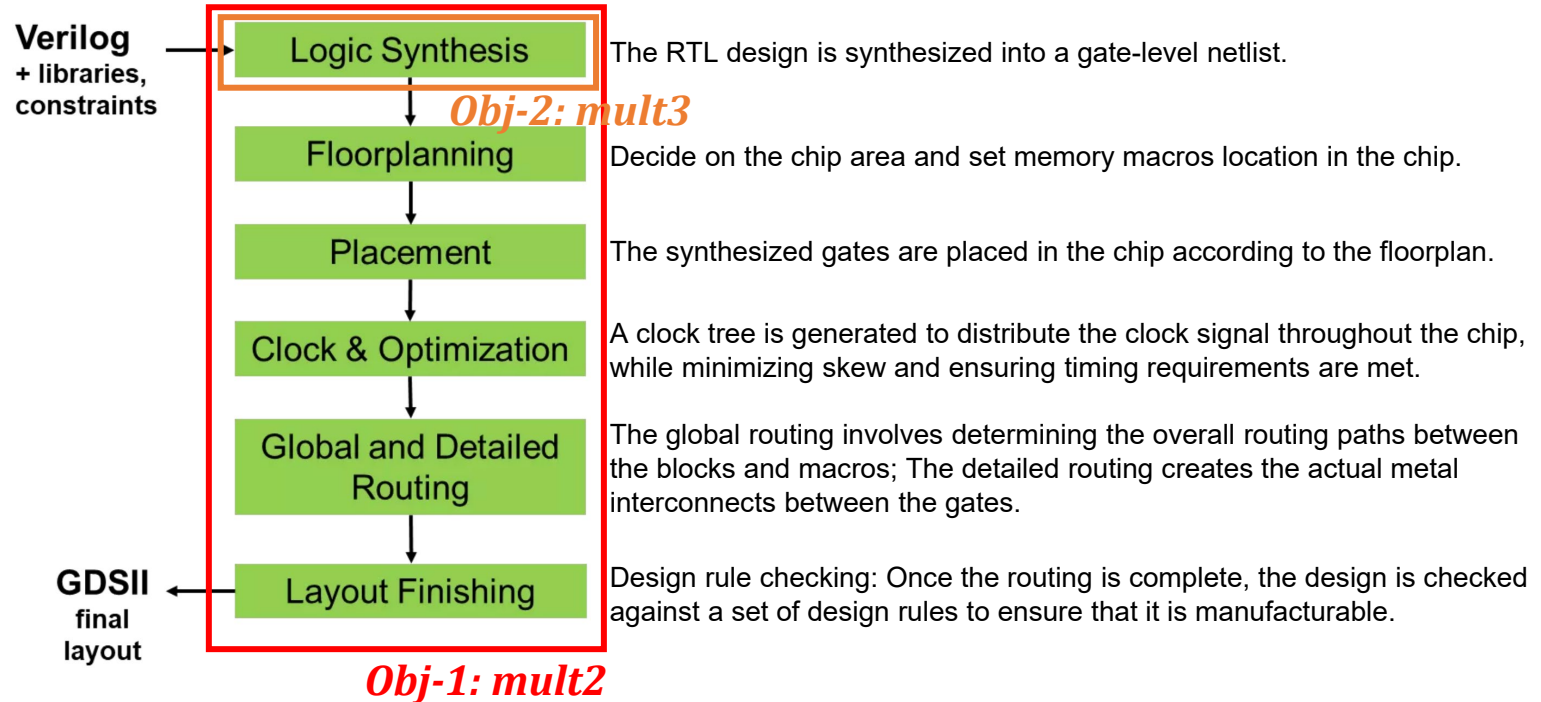 Verilog
+ libraries,
constraints
Logic Synthesis
The RTL design is synthesized into a gate-level netlist.
Obj-2: mult3
Floorplanning
Decide on the chip area and set memory macros location in the chip.
Placement
The synthesized gates are placed in the chip according to the floorplan.
Clock & Optimization
A clock tree is generated to distribute the clock signal throughout the chip,
while minimizing skew and ensuring timing requirements are met.
Global and Detailed
Routing
The global routing involves determining the overall routing paths between
the blocks and macros; The detailed routing creates the actual metal
interconnects between the gates.
GDSII
final
layout
Layout Finishing
Design rule checking: Once the routing is complete, the design is checked
against a set of design rules to ensure that it is manufacturable.
Obj-1: mult2